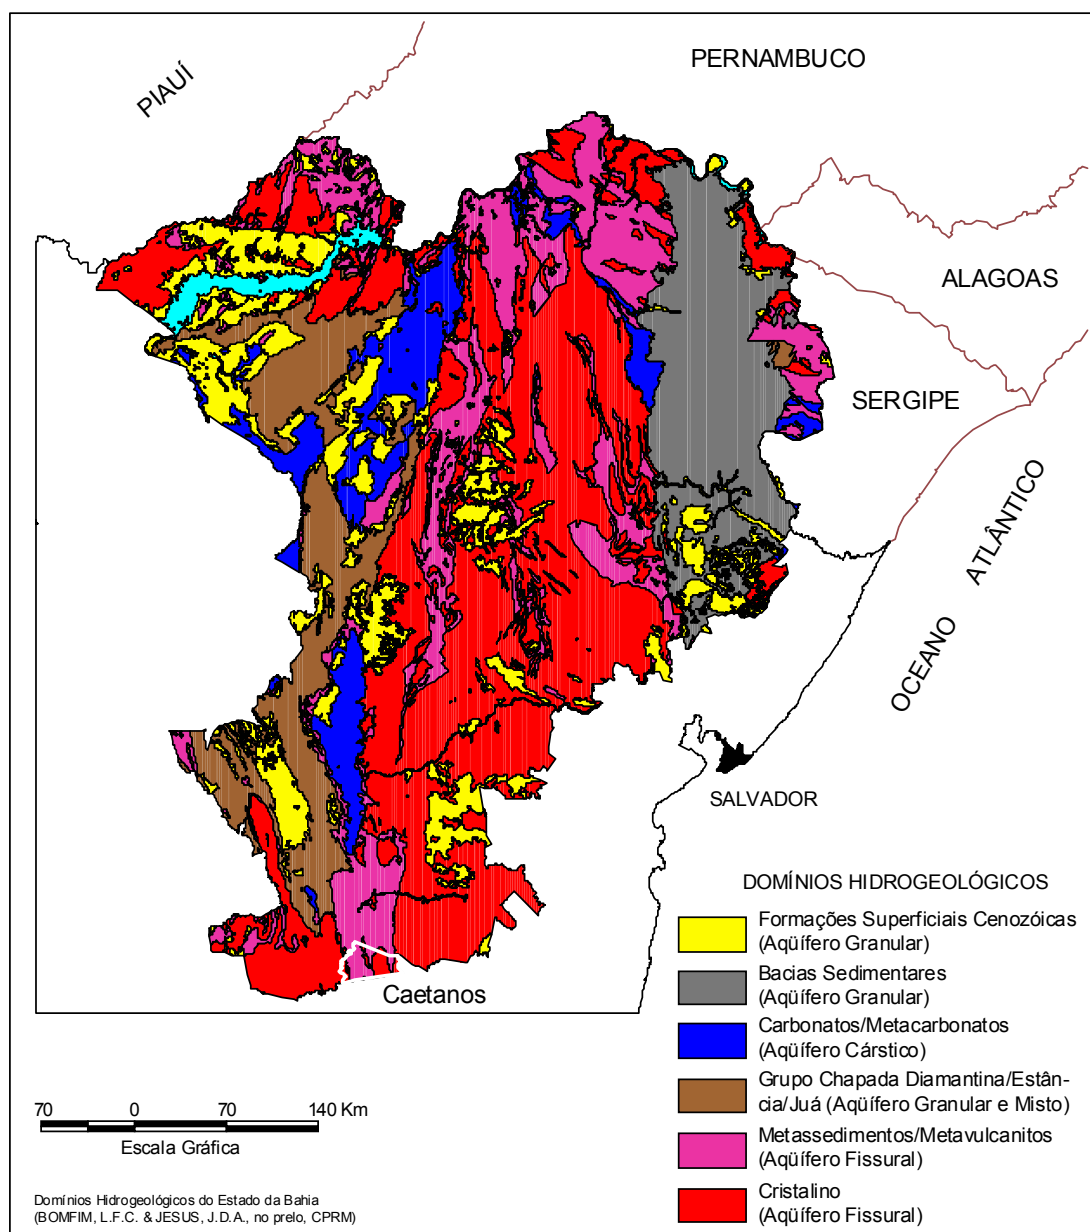 PIAUÍ
PERNAMBUCO
ALAGOAS
SERGIPE
OCEANO ATLÂNTICO
SALVADOR
Caetanos
DOMÍNIOS HIDROGEOLÓGICOS
Formações Superficiais Cenozóicas
(Aqüífero Granular)
Bacias Sedimentares
(Aqüífero Granular)
Carbonatos/Metacarbonatos
(Aqüífero Cárstico)
Grupo Chapada Diamantina/Estân-
cia/Juá (Aqüífero Granular e Misto)
Metassedimentos/Metavulcanitos
(Aqüífero Fissural)
Cristalino
(Aqüífero Fissural)
70 0 70 140 Km
Escala Gráfica
Domínios Hidrogeológicos do Estado da Bahia
(BOMFIM, L.F.C. & JESUS, J.D.A., no prelo, CPRM)